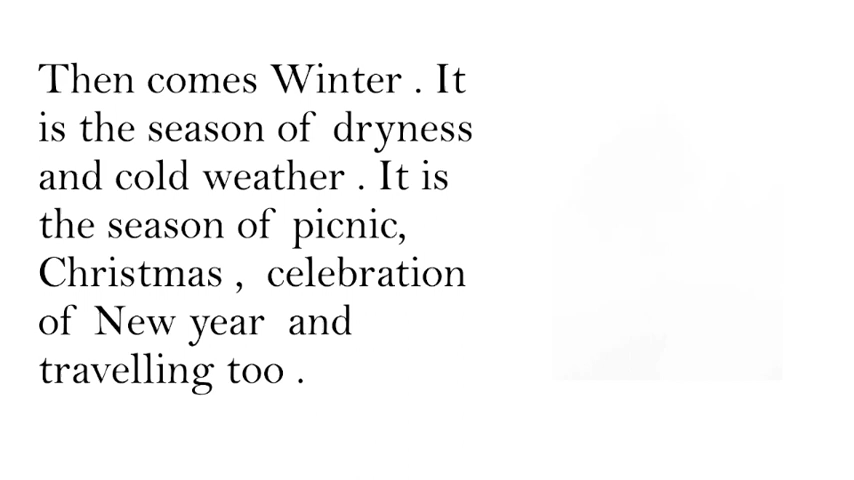 Then comes Winter . It
is the season of  dryness
and cold weather . It is
the season of  picnic,
Christmas ,  celebration
of  New year  and
travelling too .